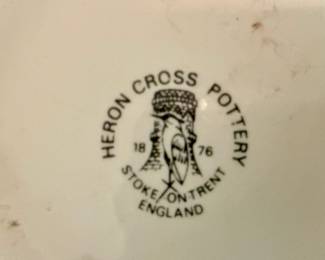 HERON CROSS POTTERY
18 76
STOKE ON TRENT
ENGLAND